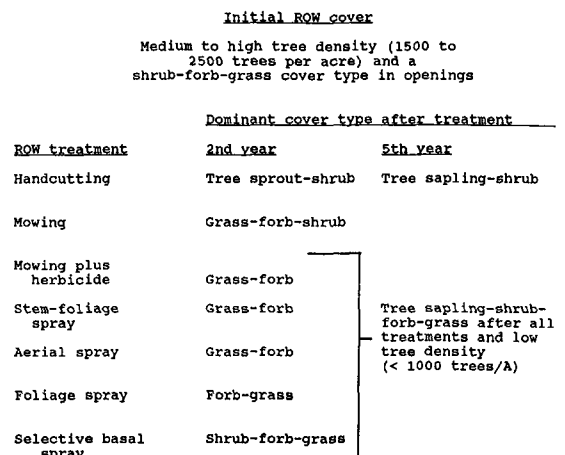 Initial ROW cover
Medium to high tree density (1500 to
2500 trees per acre) and a
shrub-forb-grass cover type in openings
Dominant cover type after treatment
ROW treatment 2nd year 5th year
Handcutting Tree sprout-shrub Tree sapling-shrub
Mowing Grass-forb-shrub
Mowing plus
herbicide Grass-forb
Stem-foliage Grass-forb Tree sapling-shrub-
spray forb-grass after all
treatments and low
Aerial spray Grass-forb tree density
(< 1000 trees/A)
Foliage spray Forb-grass
Selective basal Shrub-forb-grass
spray